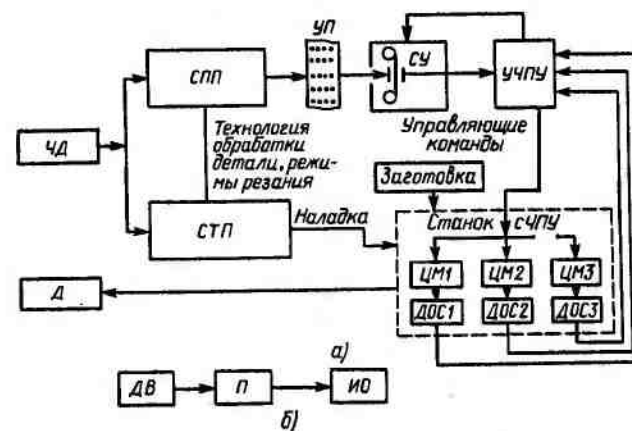 УП
СПП
СУ
УЧПУ
ЧД
Технология
обработки
детали, режи-
мы резания
Управляющие
команды
Заготовка
СТП
Наладка
Станок с ЧПУ
ЦМ1
ЦМ2
ЦМ3
Д
ДОС1
ДОС2
ДОС3
а)
ДВ
П
ИО
б)